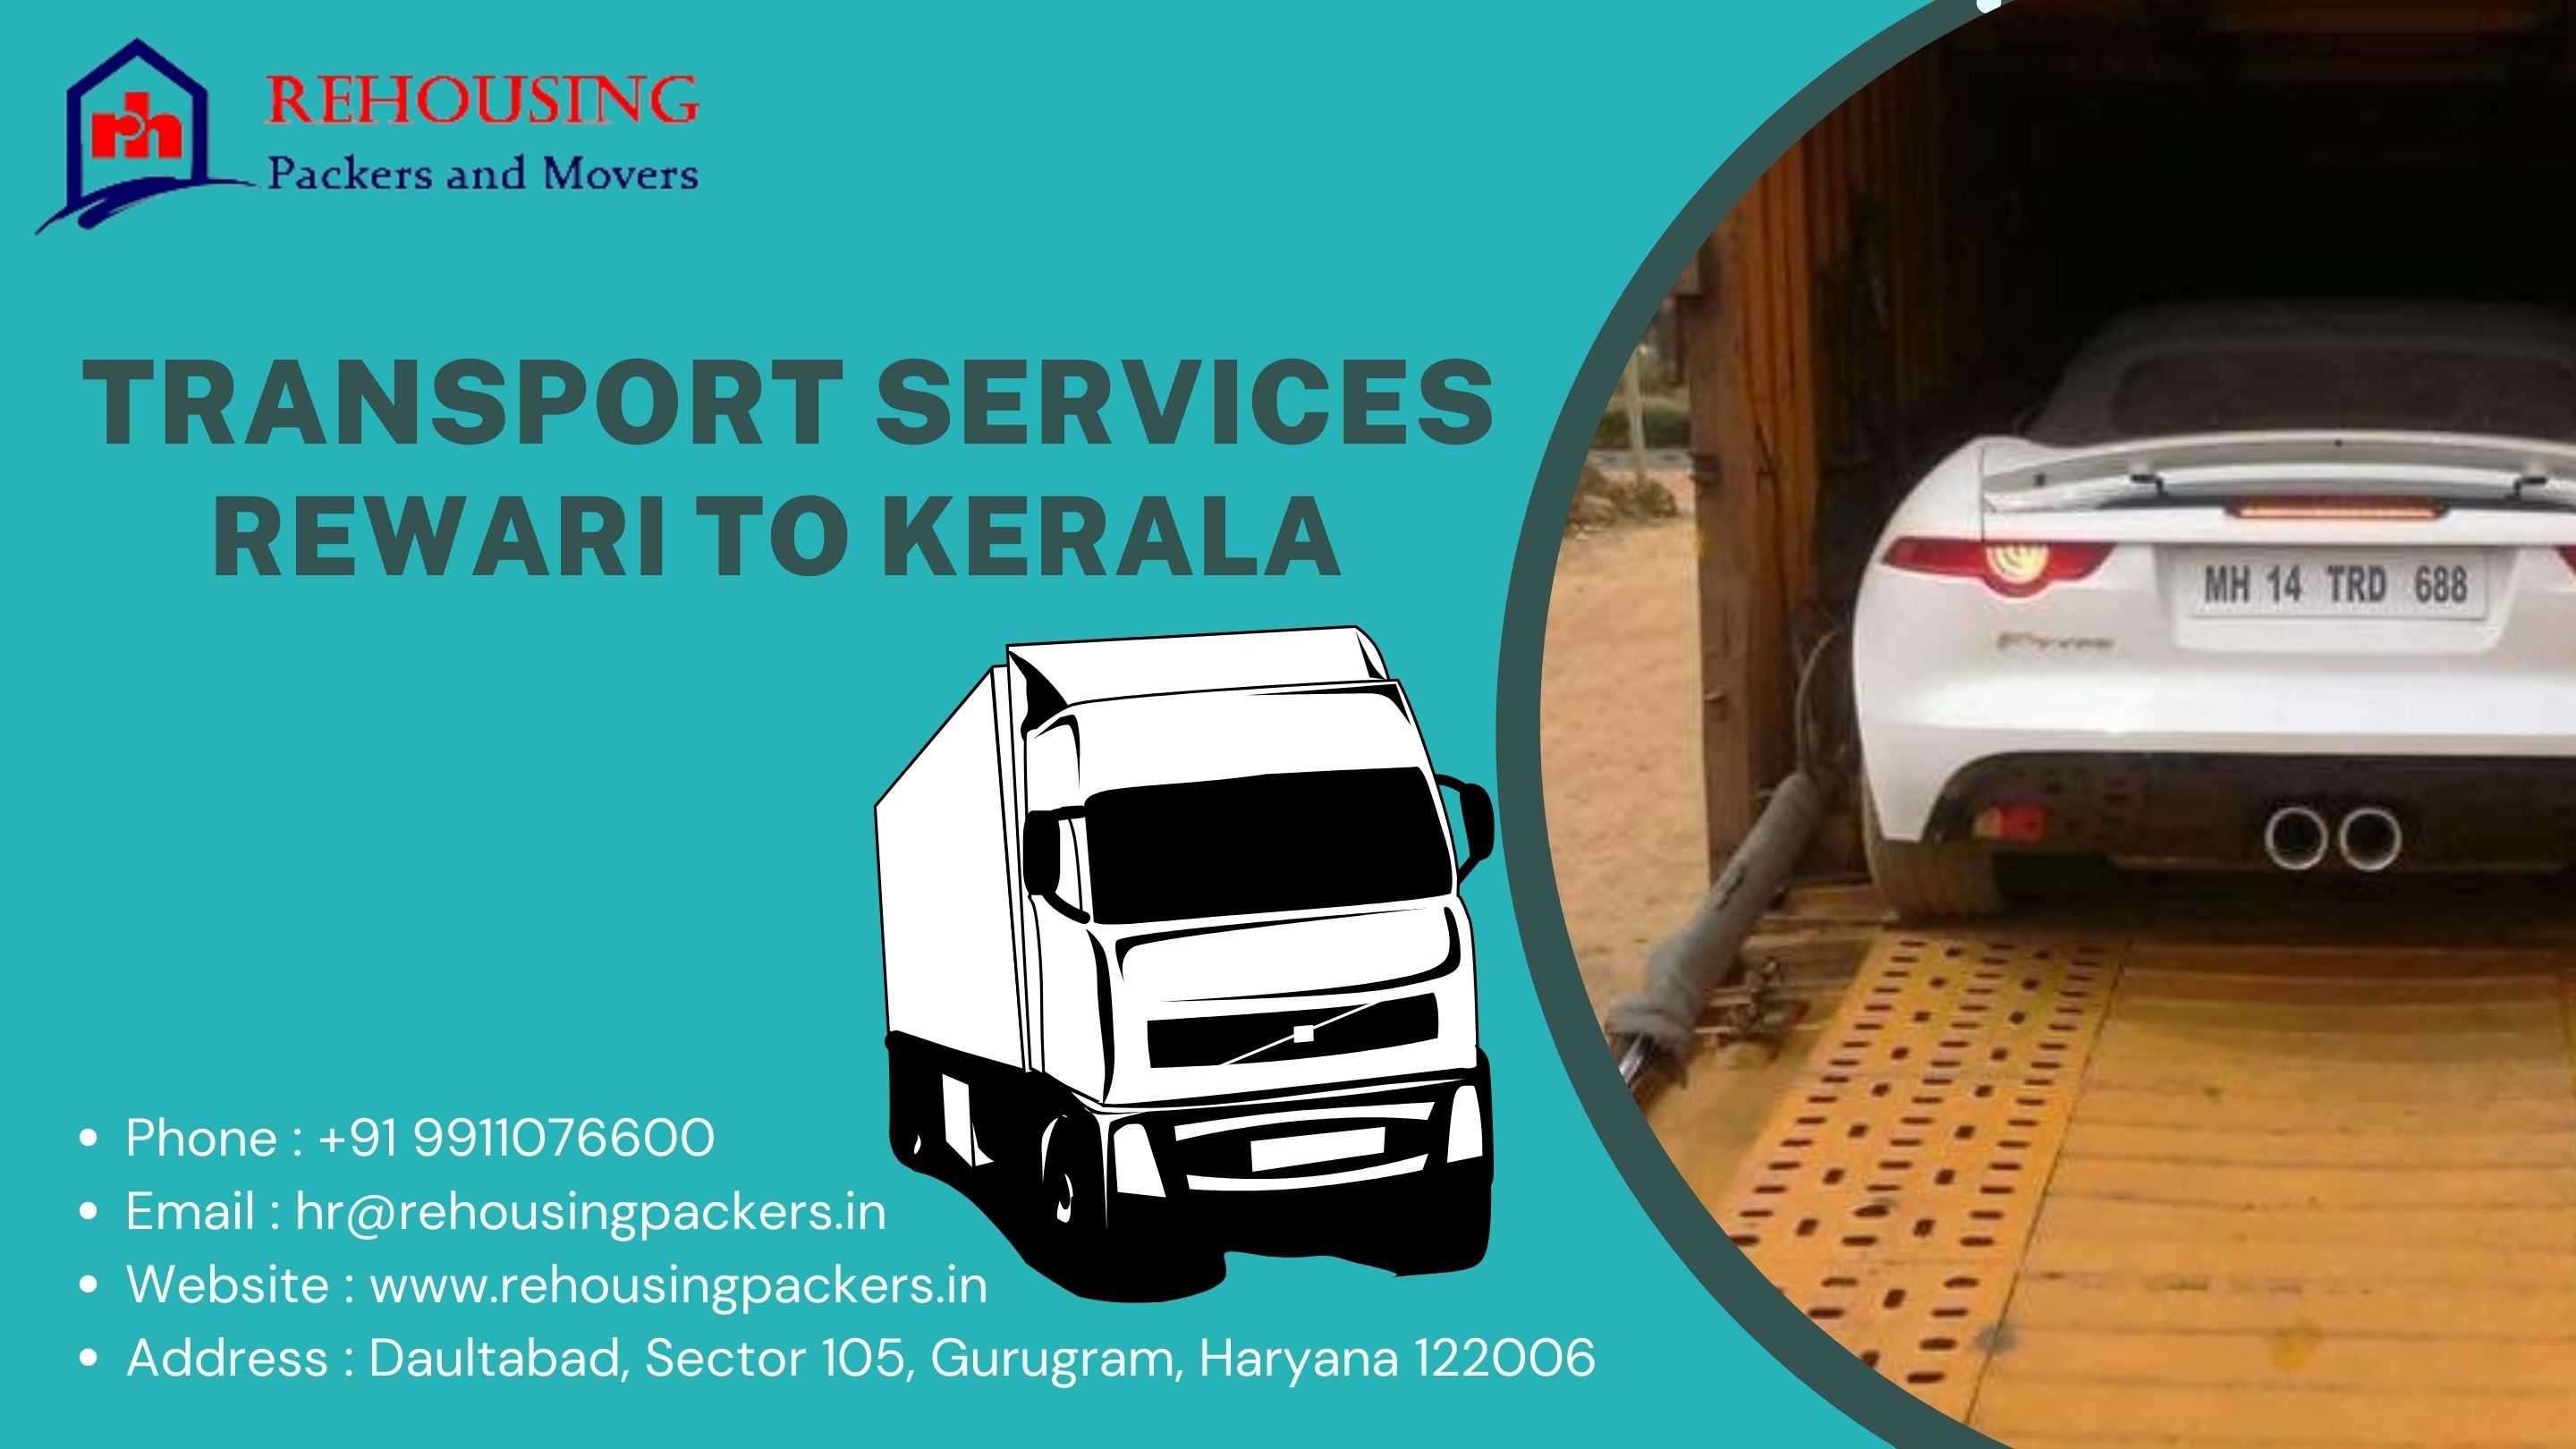 REHOUSING
Packers and Movers
TRANSPORT SERVICES
REWARI TO KERALA
MH 14 TRD 688
• Phone : +91 9911076600
• Email : hr@rehousingpackers.in
• Website : www.rehousingpackers.in
• Address : Daultabad, Sector 105, Gurugram, Haryana 122006